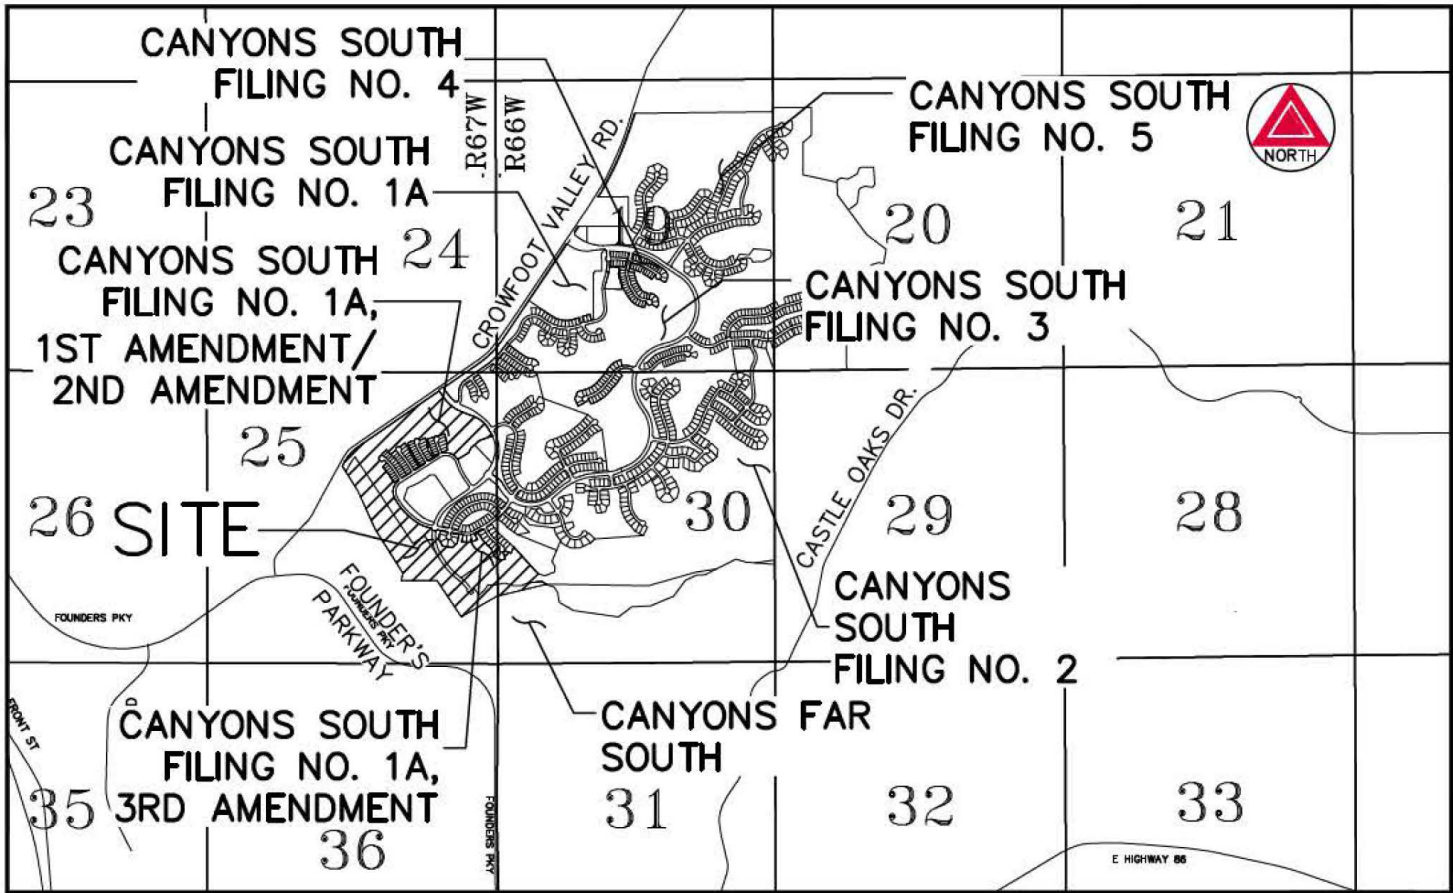 CANYONS SOUTH
FILING NO. 4
R67W
R66W
CANYONS SOUTH
FILING NO. 5
NORTH
CANYONS SOUTH
FILING NO. 1A
CROWFOOT VALLEY RD.
23
24
20
21
CANYONS SOUTH
FILING NO. 1A,
1ST AMENDMENT/
2ND AMENDMENT
CANYONS SOUTH
FILING NO. 3
25
26
SITE
30
29
28
CASTLE OAKS DR.
FOUNDERS PKY
FOUNDER'S
PARKWAY
FOUNDERS PKY
CANYONS
SOUTH
FILING NO. 2
FRONT ST
CANYONS SOUTH
FILING NO. 1A,
3RD AMENDMENT
CANYONS FAR
SOUTH
35
36
FOUNDERS PKY
31
32
33
E HIGHWAY 86